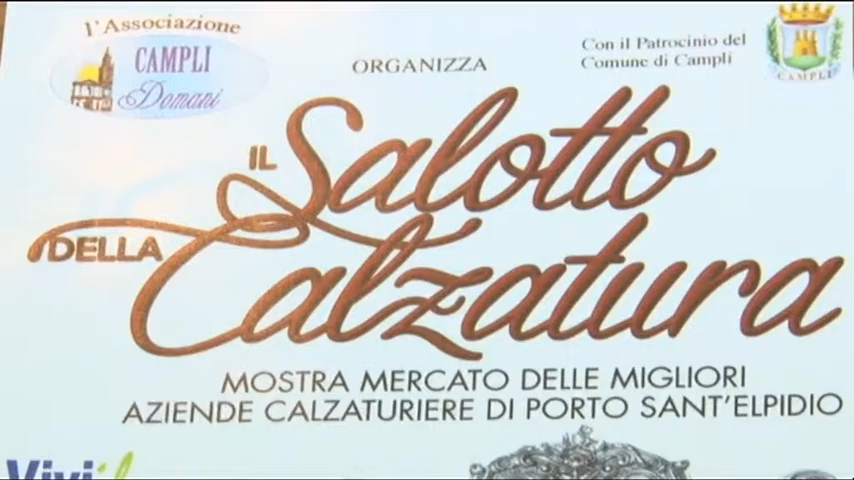 l'Associazione
CAMPLI
Domani
ORGANIZZA
Con il Patrocinio del
Comune di Campli
CAMPLI
IL
Salotto
DELLA
Calzatura
MOSTRA MERCATO DELLE MIGLIORI
AZIENDE CALZATURIERE DI PORTO SANT'ELPIDIO